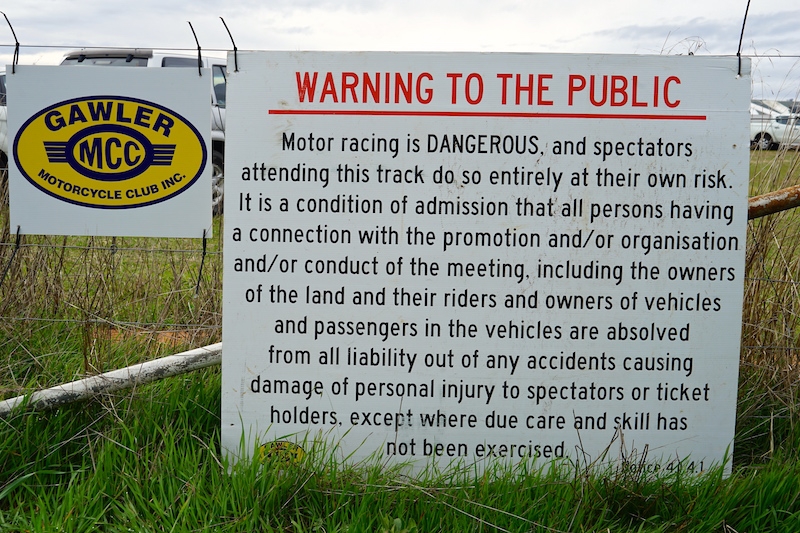 GAWLER
MCC
MOTORCYCLE CLUB INC.
WARNING TO THE PUBLIC
Motor racing is DANGEROUS, and spectators
attending this track do so entirely at their own risk.
It is a condition of admission that all persons having
a connection with the promotion and/or organisation
and/or conduct of the meeting, including the owners
of the land and their riders and owners of vehicles
and passengers in the vehicles are absolved
from all liability out of any accidents causing
damage of personal injury to spectators or ticket
holders, except where due care and skill has
not been exercised.
GAWLER